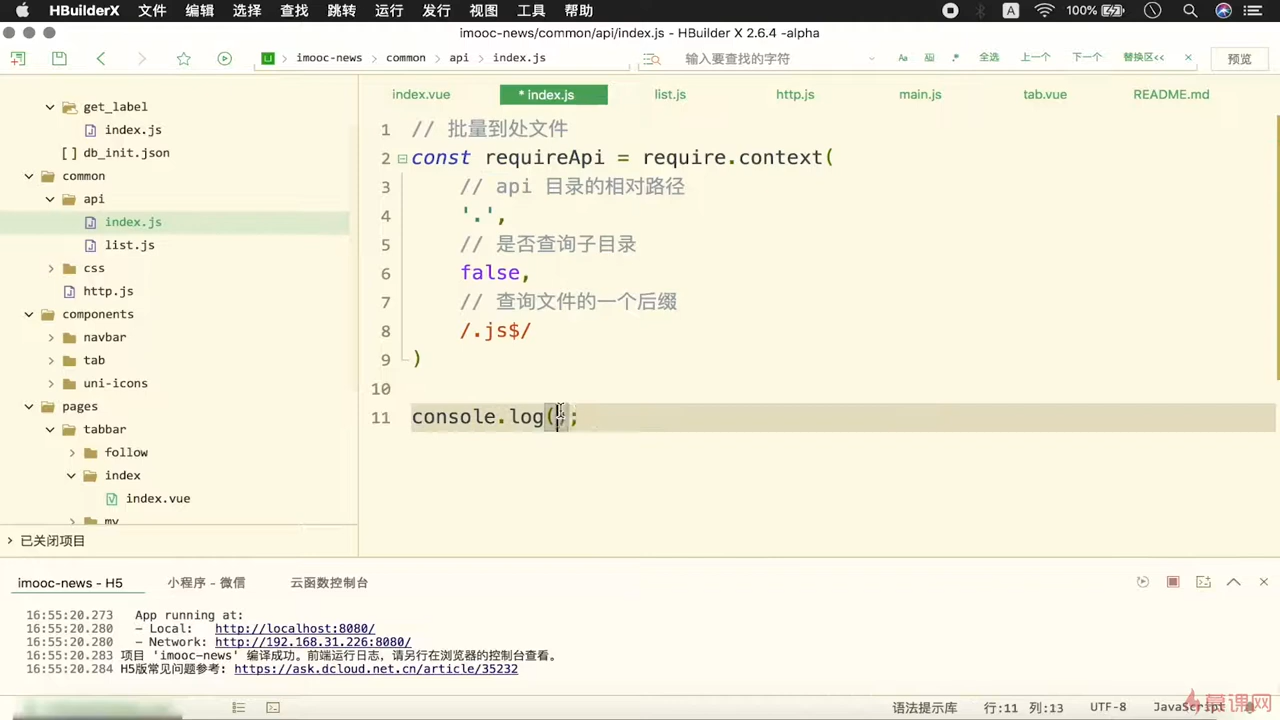 HBuilderX 文件 编辑 选择 查找 跳转 运行 发行 视图 工具 帮助 A 100%
imooc-news/common/api/index.js - HBuilder X 2.6.4 -alpha
imooc-news common api index.js 输入要查找的字符 Aa 全选 上一个 下一个 替换区<< 预览
index.vue * index.js list.js http.js main.js tab.vue README.md
get_label
index.js
[ ] db_init.json
common
api
index.js
list.js
css
http.js
components
navbar
tab
uni-icons
pages
tabbar
follow
index
index.vue
my
已关闭项目
1 // 批量到处文件
2 const requireApi = require.context(
3 // api 目录的相对路径
4 '.',
5 // 是否查询子目录
6 false,
7 // 查询文件的一个后缀
8 /.js$/
9 )
10
11 console.log();
imooc-news - H5 小程序 - 微信 云函数控制台
16:55:20.273 App running at:
16:55:20.280 - Local: http://localhost:8080/
16:55:20.280 - Network: http://192.168.31.226:8080/
16:55:20.283 项目 'imooc-news' 编译成功。前端运行日志，请另行在浏览器的控制台查看。
16:55:20.284 H5版常见问题参考: https://ask.dcloud.net.cn/article/35232
语法提示库 行:11 列:13 UTF-8 JavaScript
慕课网